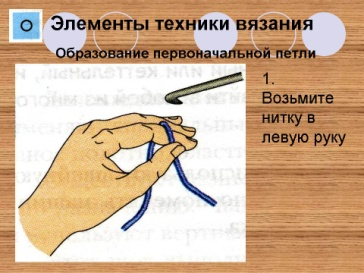 Элементы техники вязания
Образование первоначальной петли
1.
Возьмите
нитку в
левую руку